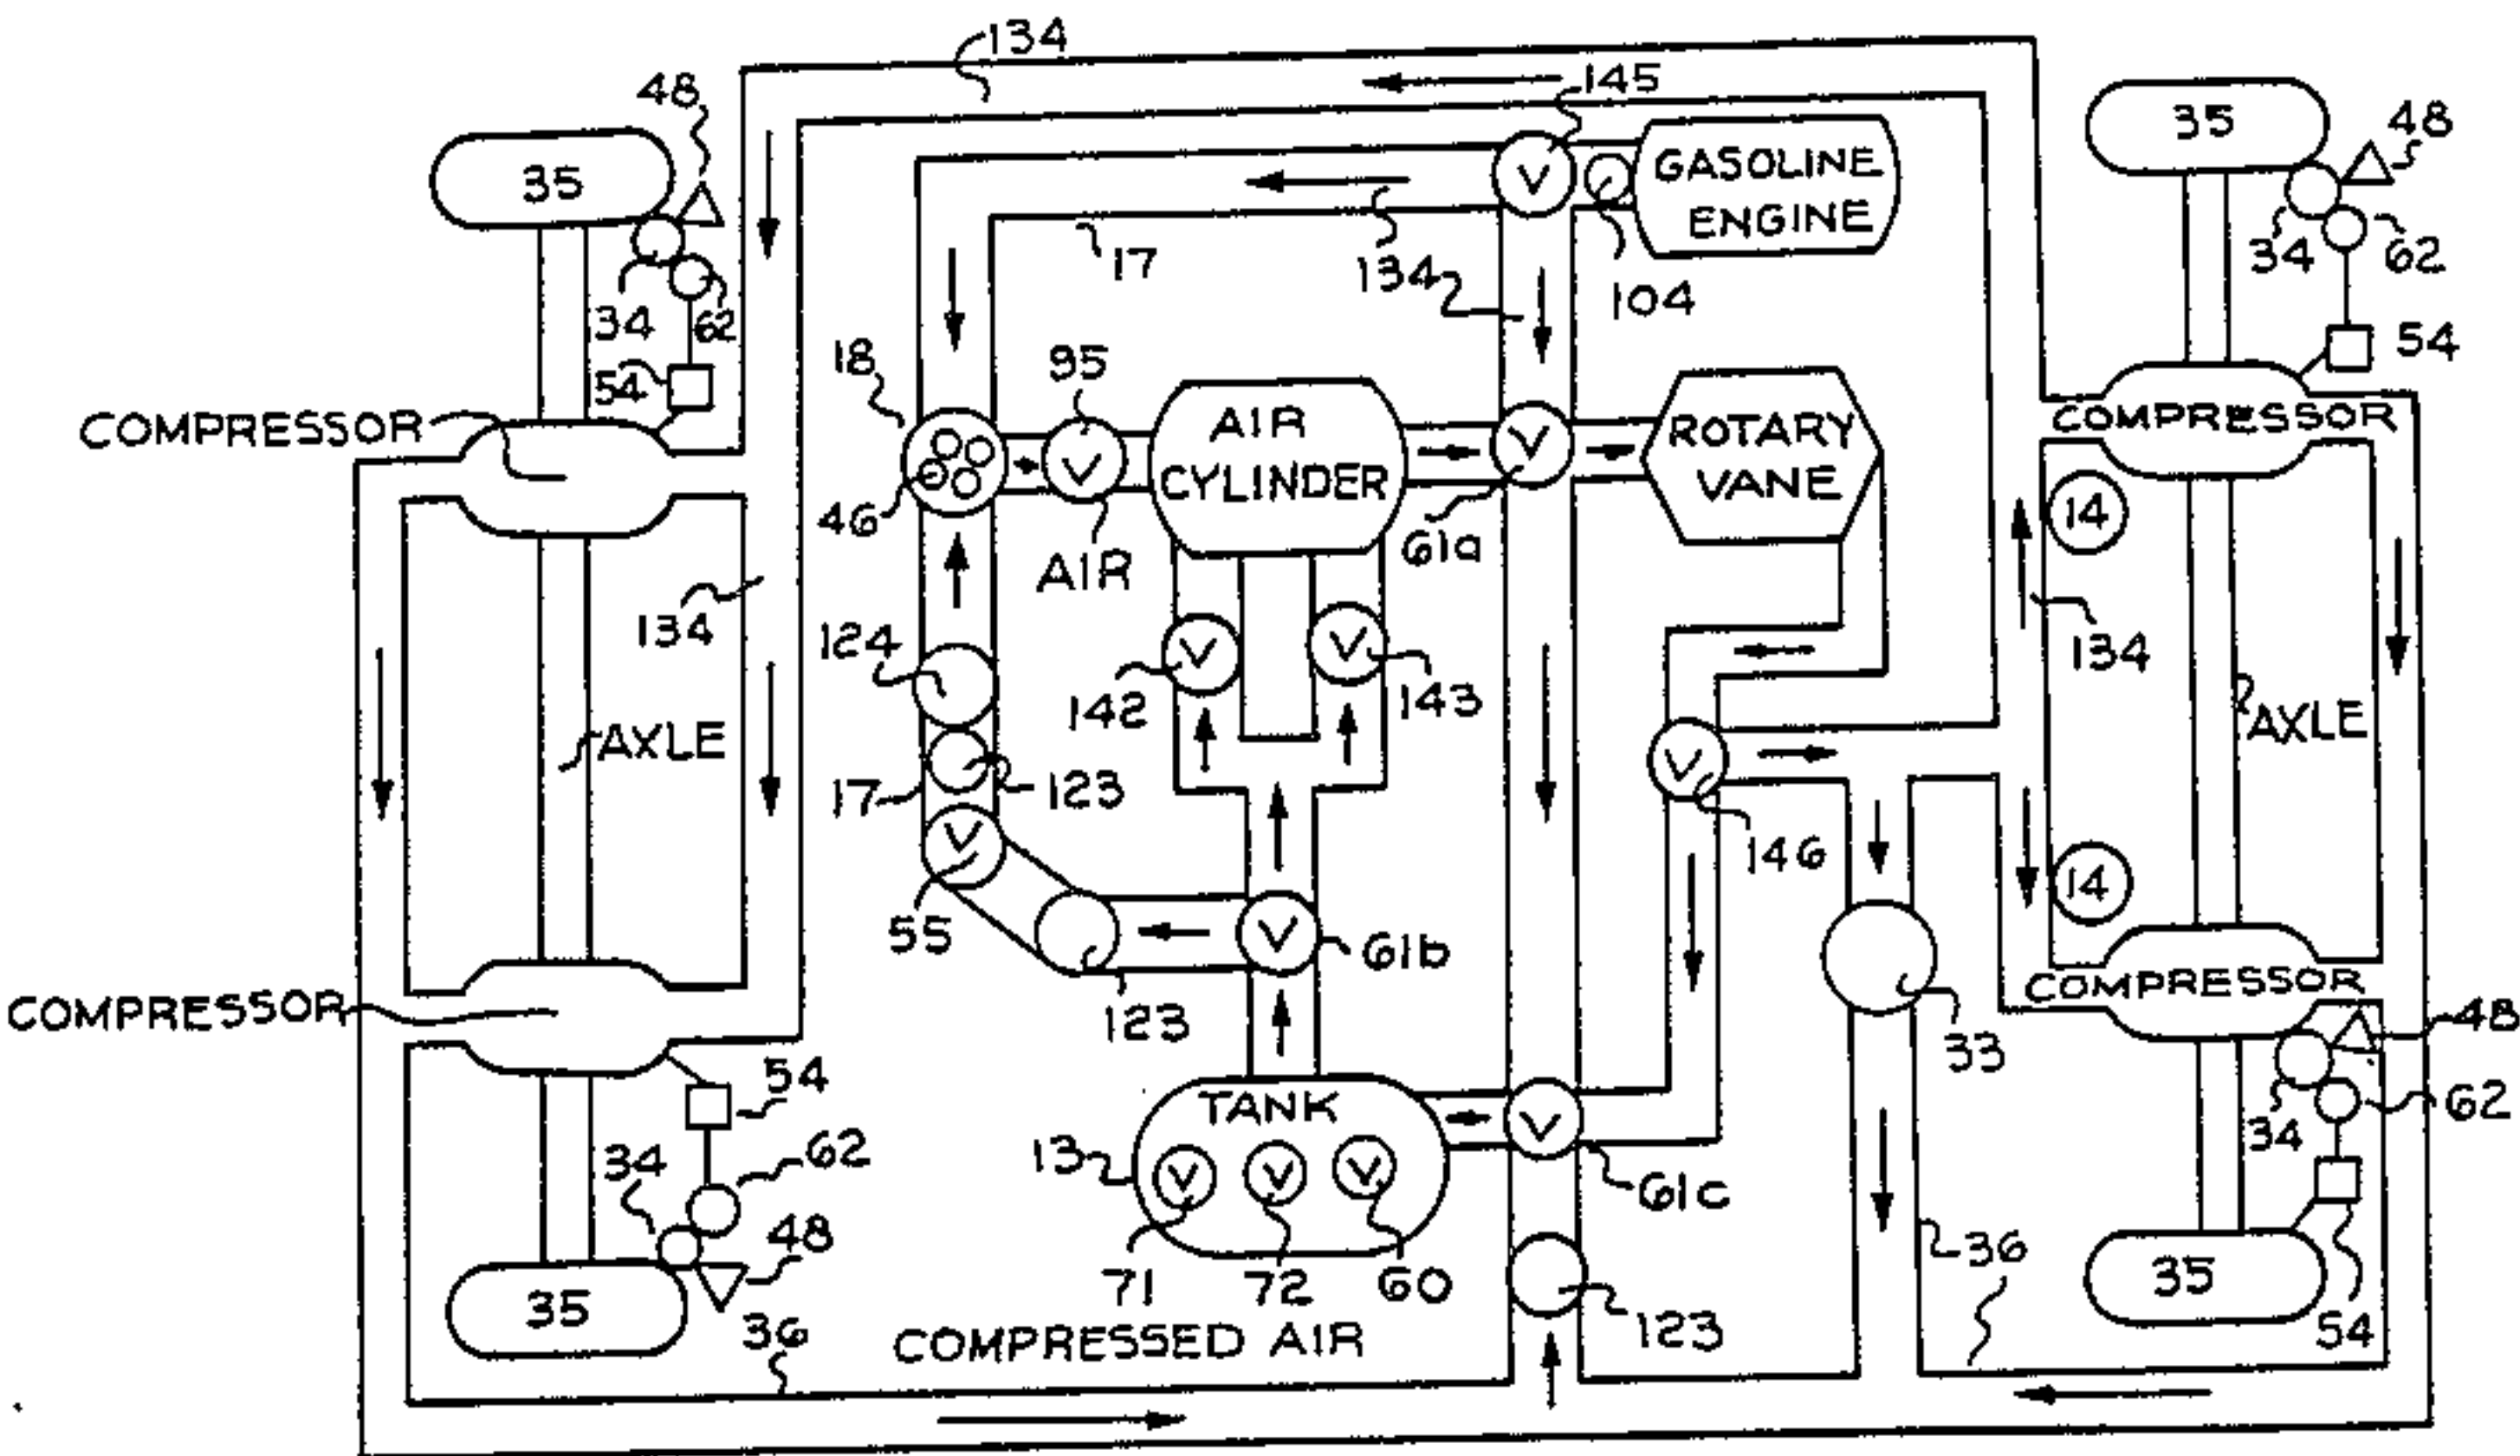 134
145
48
35
GASOLINE
ENGINE
35
48
17
134
134
104
34
62
34
62
54
54
18
95
COMPRESSOR
COMPRESSOR
AIR
CYLINDER
V
V
V
ROTARY
VANE
46
AIR
61a
14
134
124
V
V
142
143
134
AXLE
AXLE
17
123
V
146
V
55
14
123
V
61b
33
COMPRESSOR
COMPRESSOR
48
54
TANK
V
62
34
13
V
V
V
34
62
61c
48
71
72
60
36
35
35
54
36
COMPRESSED AIR
123